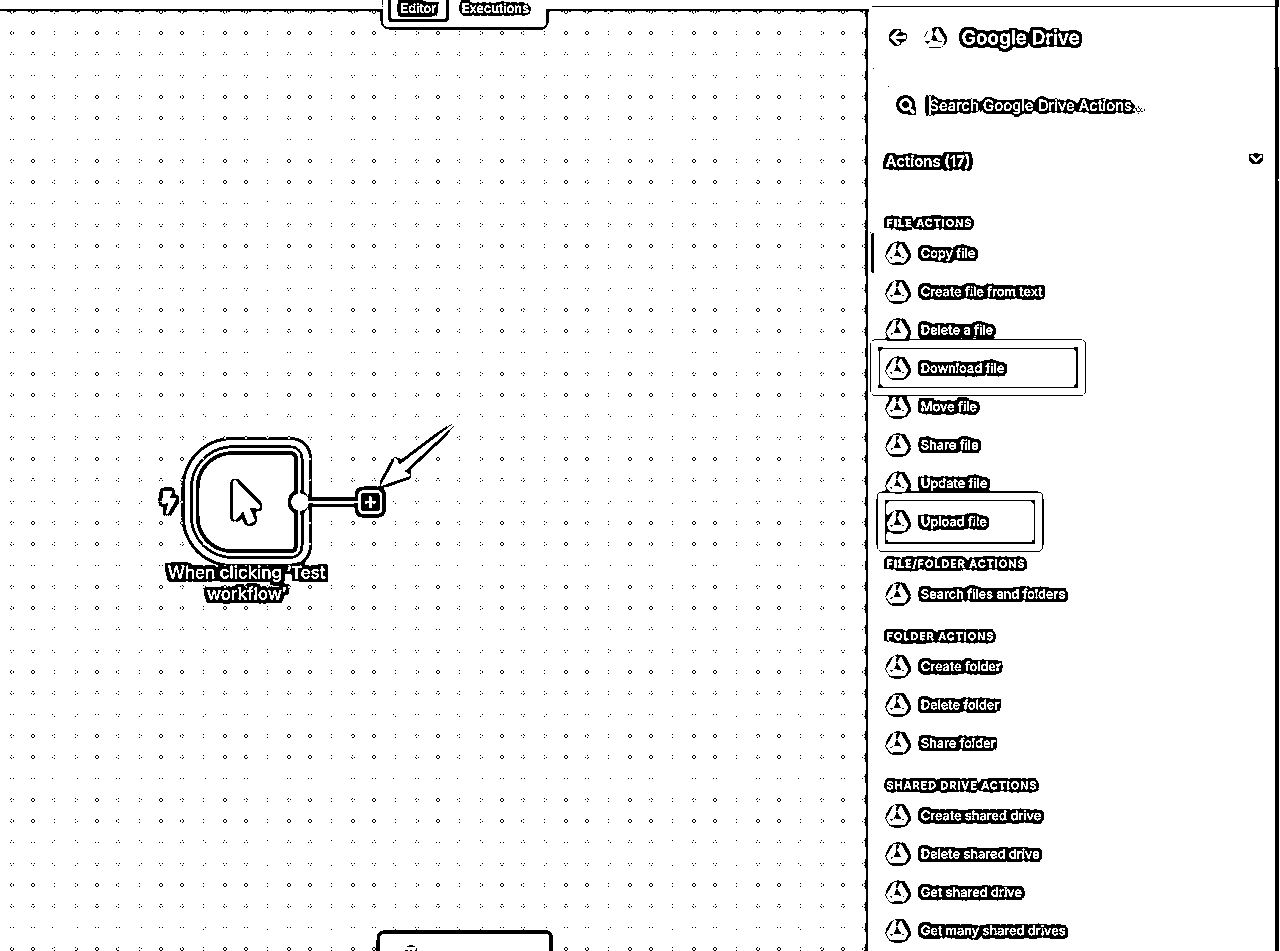 Editor Executions
Google Drive
Search Google Drive Actions...
Actions (17)
FILE ACTIONS
Copy file
Create file from text
Delete a file
Download file
Move file
Share file
Update file
Upload file
FILE/FOLDER ACTIONS
Search files and folders
FOLDER ACTIONS
Create folder
Delete folder
Share folder
SHARED DRIVE ACTIONS
Create shared drive
Delete shared drive
Get shared drive
Get many shared drives
When clicking 'Test
workflow'